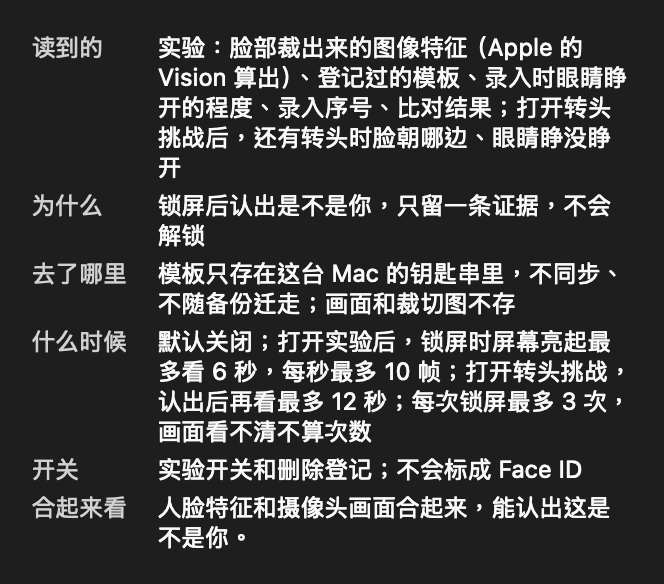 读到的 实验：脸部裁出来的图像特征（Apple 的
Vision 算出）、登记过的模板、录入时眼睛睁
开的程度、录入序号、比对结果；打开转头
挑战后，还有转头时脸朝哪边、眼睛睁没睁
开
为什么 锁屏后认出是不是你，只留一条证据，不会
解锁
去了哪里 模板只存在这台 Mac 的钥匙串里，不同步、
不随备份迁走；画面和裁切图不存
什么时候 默认关闭；打开实验后，锁屏时屏幕亮起最
多看 6 秒，每秒最多 10 帧；打开转头挑战，
认出后再看最多 12 秒；每次锁屏最多 3 次，
画面看不清不算次数
开关 实验开关和删除登记；不会标成 Face ID
合起来看 人脸特征和摄像头画面合起来，能认出这是
不是你。